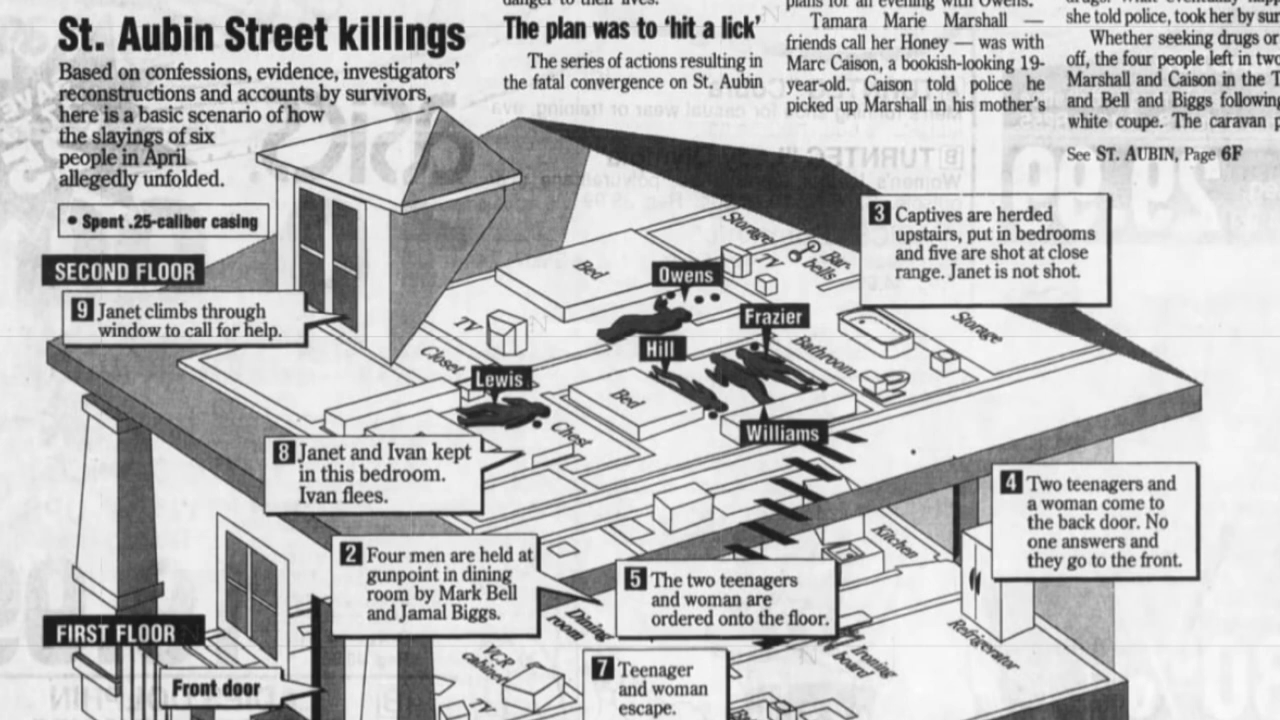 St. Aubin Street killings
Based on confessions, evidence, investigators'
reconstructions and accounts by survivors,
here is a basic scenario of how
the slayings of six
people in April
allegedly unfolded.
• Spent .25-caliber casing
danger to their lives.
The plan was to 'hit a lick'
The series of actions resulting in
the fatal convergence on St. Aubin
plans for an evening with Owens.
Tamara Marie Marshall —
friends call her Honey — was with
Marc Caison, a bookish-looking 19-
year-old. Caison told police he
picked up Marshall in his mother's
she told police, took her by sur
Whether seeking drugs or
off, the four people left in two
Marshall and Caison in the T
and Bell and Biggs following
white coupe. The caravan p
See ST. AUBIN, Page 6F
SECOND FLOOR
9 Janet climbs through
window to call for help.
3 Captives are herded
upstairs, put in bedrooms
and five are shot at close
range. Janet is not shot.
Storage
TV
Bar-
bells
Bed
Owens
TV
Frazier
Storage
Hill
Bathroom
Closet
Lewis
Bed
Chest
Williams
8 Janet and Ivan kept
in this bedroom.
Ivan flees.
4 Two teenagers and
a woman come to
the back door. No
one answers and
they go to the front.
2 Four men are held at
gunpoint in dining
room by Mark Bell
and Jamal Biggs.
5 The two teenagers
and woman are
ordered onto the floor.
Kitchen
FIRST FLOOR
Dining
room
Refrigerator
Ironing
board
VCR
cabinet
TV
7 Teenager
and woman
escape.
Front door